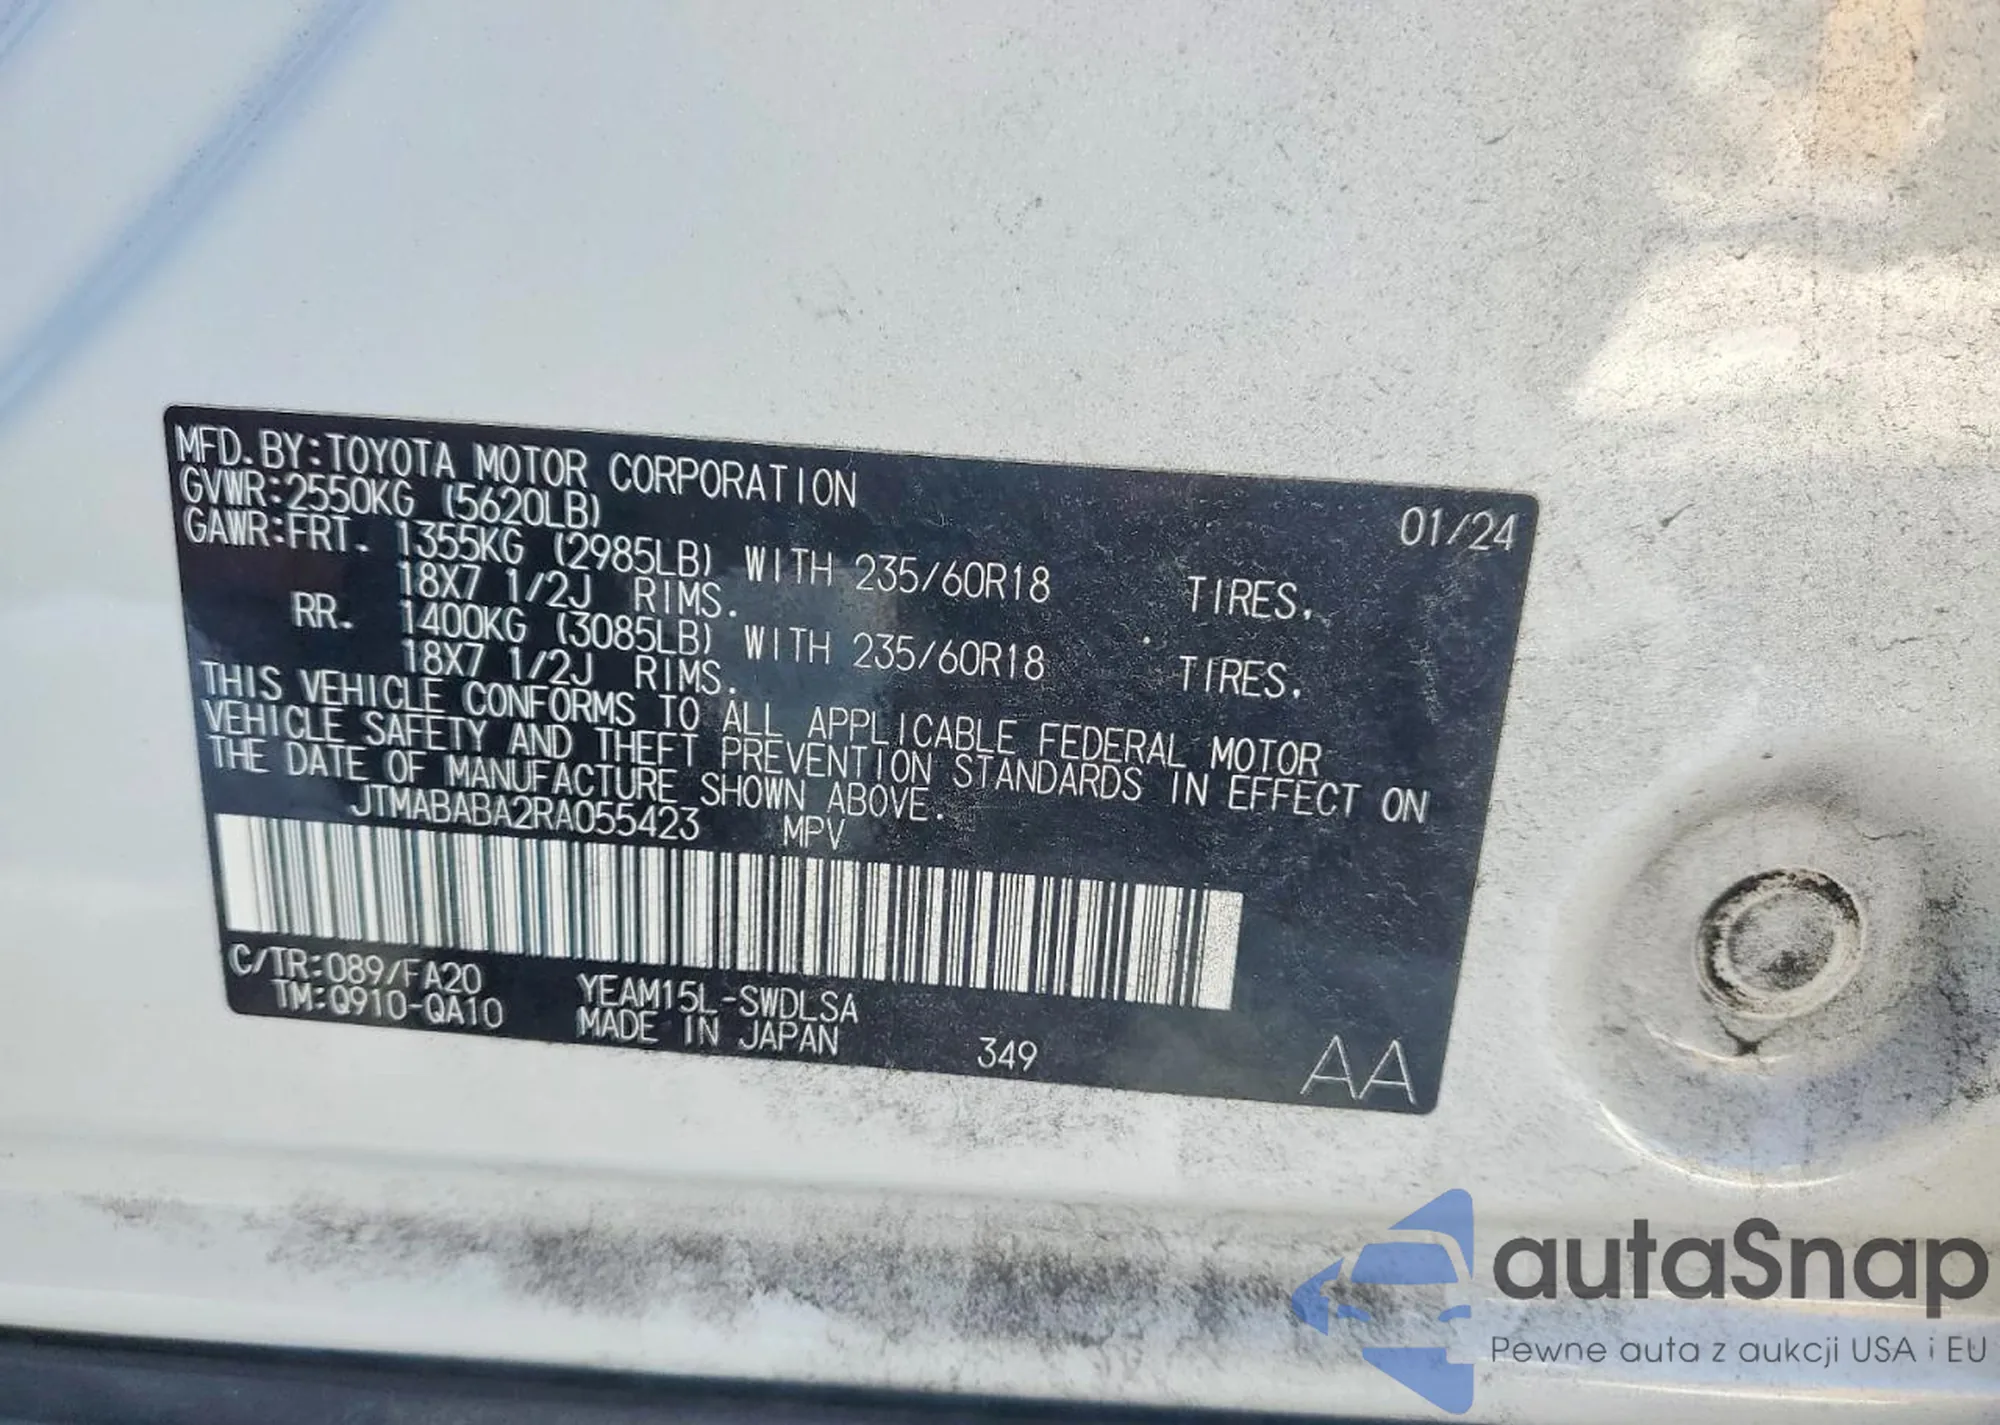 MFD.BY:TOYOTA MOTOR CORPORATION 01/24
GVWR:2550KG (5620LB)
GAWR:FRT. 1355KG (2985LB) WITH 235/60R18 TIRES,
18X7 1/2J RIMS.
RR. 1400KG (3085LB) WITH 235/60R18 TIRES,
18X7 1/2J RIMS.
THIS VEHICLE CONFORMS TO ALL APPLICABLE FEDERAL MOTOR
VEHICLE SAFETY AND THEFT PREVENTION STANDARDS IN EFFECT ON
THE DATE OF MANUFACTURE SHOWN ABOVE.
JTMABABA2RA055423 MPV
C/TR:089/FA20 YEAM15L-SWDLSA
TM:Q910-QA10 MADE IN JAPAN 349 AA
autaSnap
Pewne auta z aukcji USA i EU